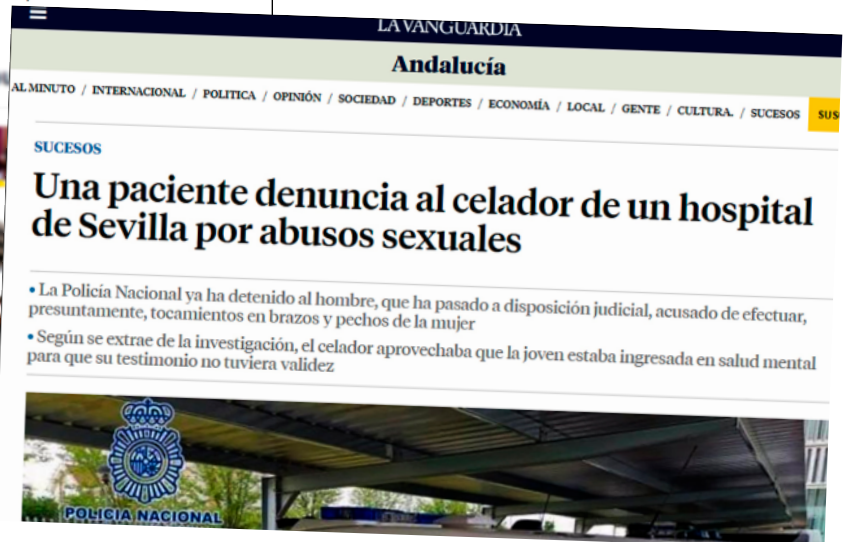 LA VANGUARDIA
Andalucía
AL MINUTO / INTERNACIONAL / POLITICA / OPINIÓN / SOCIEDAD / DEPORTES / ECONOMÍA / LOCAL / GENTE / CULTURA. / SUCESOS
SUCESOS
Una paciente denuncia al celador de un hospital
de Sevilla por abusos sexuales
• La Policía Nacional ya ha detenido al hombre, que ha pasado a disposición judicial, acusado de efectuar,
presuntamente, tocamientos en brazos y pechos de la mujer
• Según se extrae de la investigación, el celador aprovechaba que la joven estaba ingresada en salud mental
para que su testimonio no tuviera validez
POLICIA NACIONAL